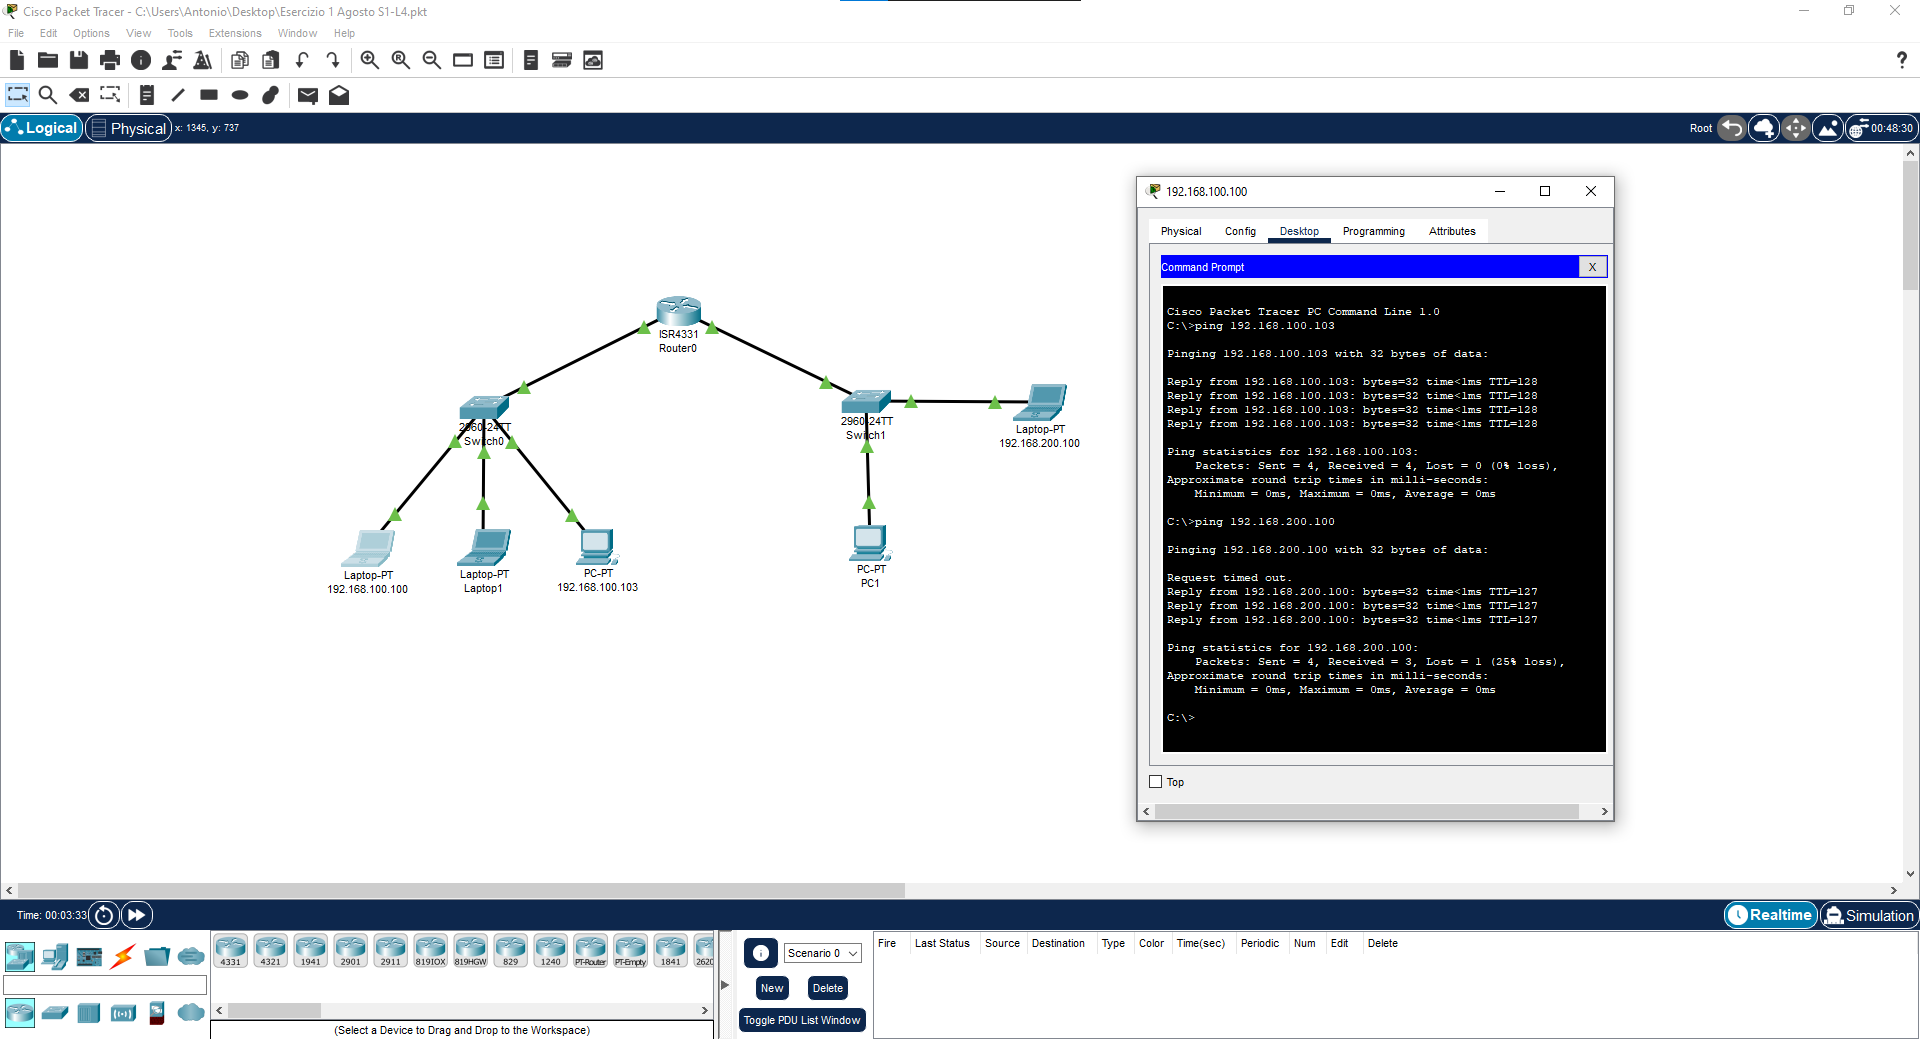 Cisco Packet Tracer - C:\Users\Antonio\Desktop\Esercizio 1 Agosto S1-L4.pkt
File Edit Options View Tools Extensions Window Help
Logical Physical x: 1345, y: 737
Root 00:48:30
ISR4331
Router0
2960-24TT
Switch0
2960-24TT
Switch1
Laptop-PT
192.168.200.100
Laptop-PT
192.168.100.100
Laptop-PT
Laptop1
PC-PT
192.168.100.103
PC-PT
PC1
192.168.100.100
Physical Config Desktop Programming Attributes
Command Prompt X
Cisco Packet Tracer PC Command Line 1.0
C:\>ping 192.168.100.103
Pinging 192.168.100.103 with 32 bytes of data:
Reply from 192.168.100.103: bytes=32 time<1ms TTL=128
Reply from 192.168.100.103: bytes=32 time<1ms TTL=128
Reply from 192.168.100.103: bytes=32 time<1ms TTL=128
Reply from 192.168.100.103: bytes=32 time<1ms TTL=128
Ping statistics for 192.168.100.103:
Packets: Sent = 4, Received = 4, Lost = 0 (0% loss),
Approximate round trip times in milli-seconds:
Minimum = 0ms, Maximum = 0ms, Average = 0ms
C:\>ping 192.168.200.100
Pinging 192.168.200.100 with 32 bytes of data:
Request timed out.
Reply from 192.168.200.100: bytes=32 time<1ms TTL=127
Reply from 192.168.200.100: bytes=32 time<1ms TTL=127
Reply from 192.168.200.100: bytes=32 time<1ms TTL=127
Ping statistics for 192.168.200.100:
Packets: Sent = 4, Received = 3, Lost = 1 (25% loss),
Approximate round trip times in milli-seconds:
Minimum = 0ms, Maximum = 0ms, Average = 0ms
C:\>
Top
Time: 00:03:33
Realtime Simulation
4331 4321 1941 2901 2911 819IOX 819HGW 829 1240 PT-Router PT-Empty 1841 2620
(Select a Device to Drag and Drop to the Workspace)
Scenario 0
New Delete
Toggle PDU List Window
Fire Last Status Source Destination Type Color Time(sec) Periodic Num Edit Delete